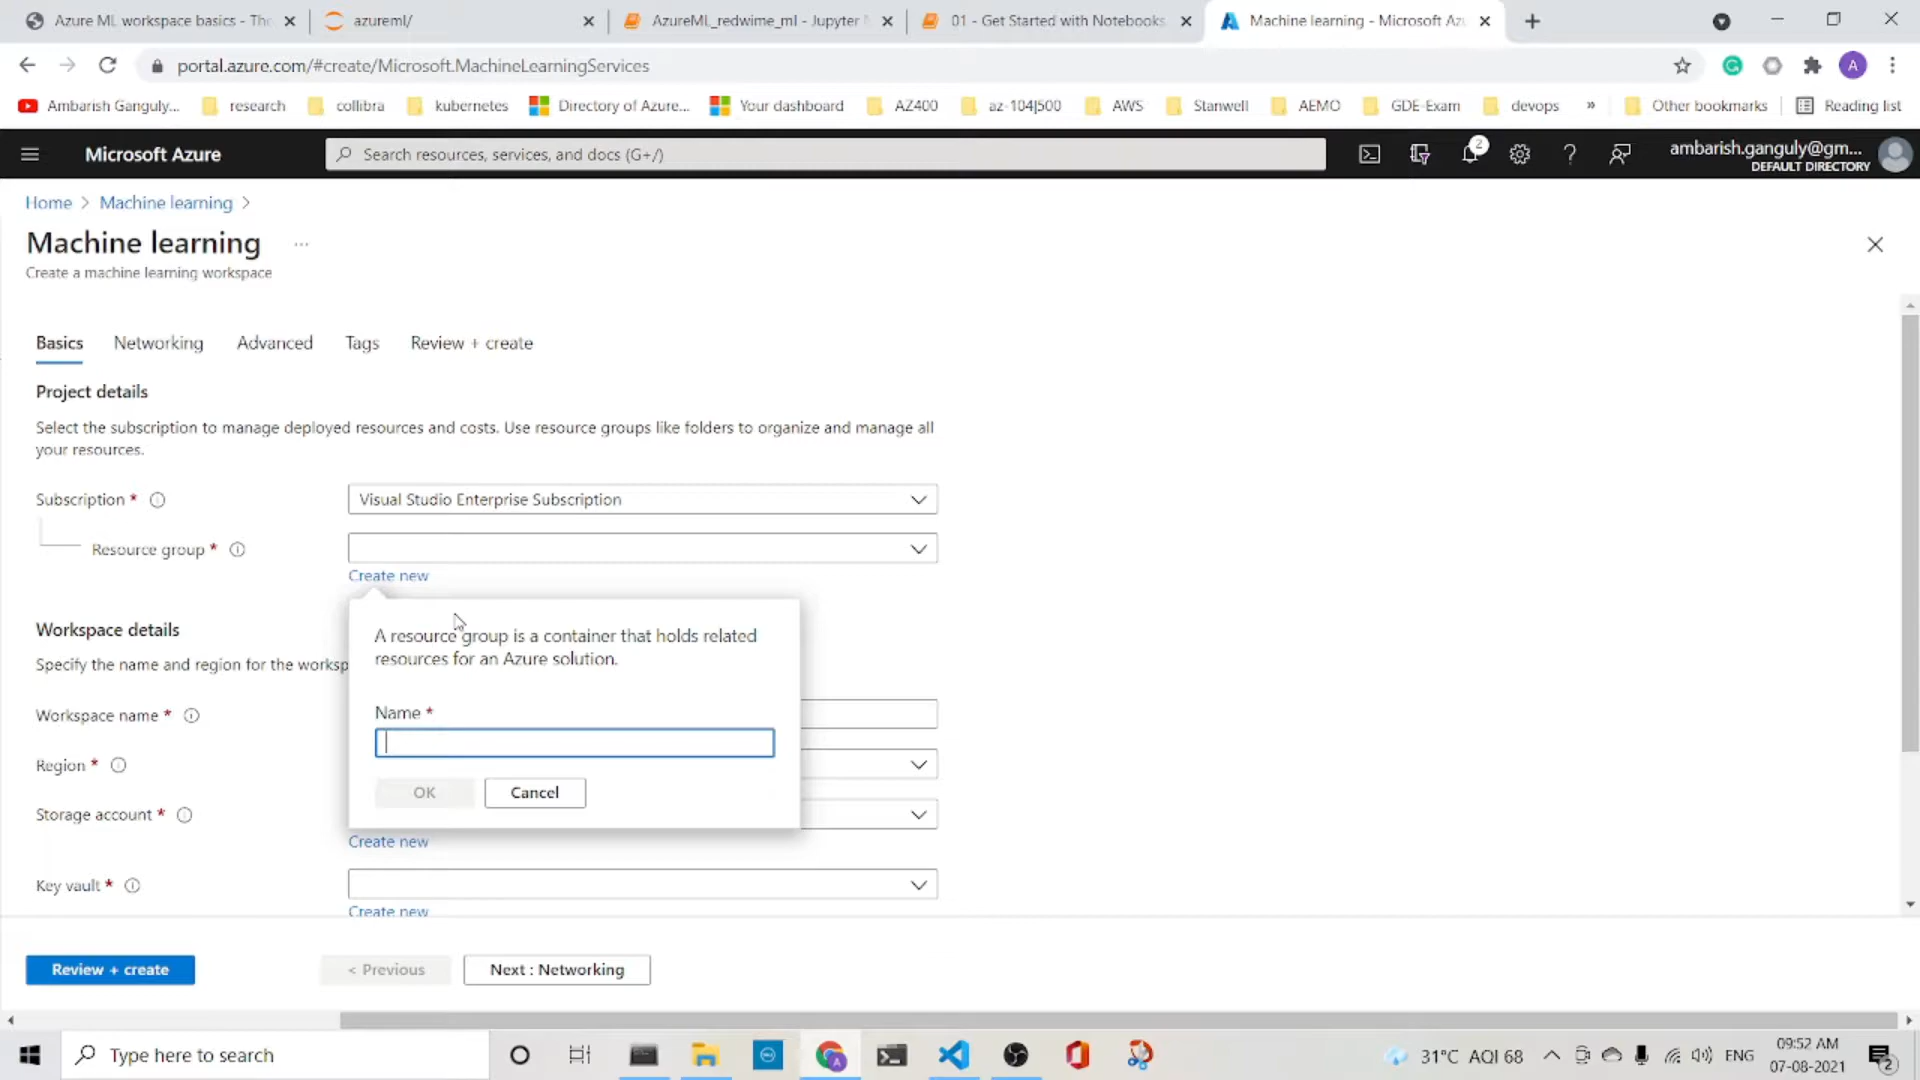 Azure ML workspace basics - Th
azureml/
AzureML_redwime_ml - Jupyter
01 - Get Started with Notebooks
Machine learning - Microsoft Az
portal.azure.com/#create/Microsoft.MachineLearningServices
A
Ambarish Ganguly...
research
collibra
kubernetes
Directory of Azure...
Your dashboard
AZ400
az-104|500
AWS
Stanwell
AEMO
GDE-Exam
devops
»
Other bookmarks
Reading list
Microsoft Azure
Search resources, services, and docs (G+/)
2
ambarish.ganguly@gm...
DEFAULT DIRECTORY
Home > Machine learning >
Machine learning ...
Create a machine learning workspace
Basics
Networking
Advanced
Tags
Review + create
Project details
Select the subscription to manage deployed resources and costs. Use resource groups like folders to organize and manage all
your resources.
Subscription *
Visual Studio Enterprise Subscription
Resource group *
Create new
A resource group is a container that holds related
resources for an Azure solution.
Name *
OK
Cancel
Workspace details
Specify the name and region for the worksp
Workspace name *
Region *
Storage account *
Create new
Key vault *
Create new
Review + create
< Previous
Next : Networking
Type here to search
A
31°C AQI 68
ENG
09:52 AM
07-08-2021
2